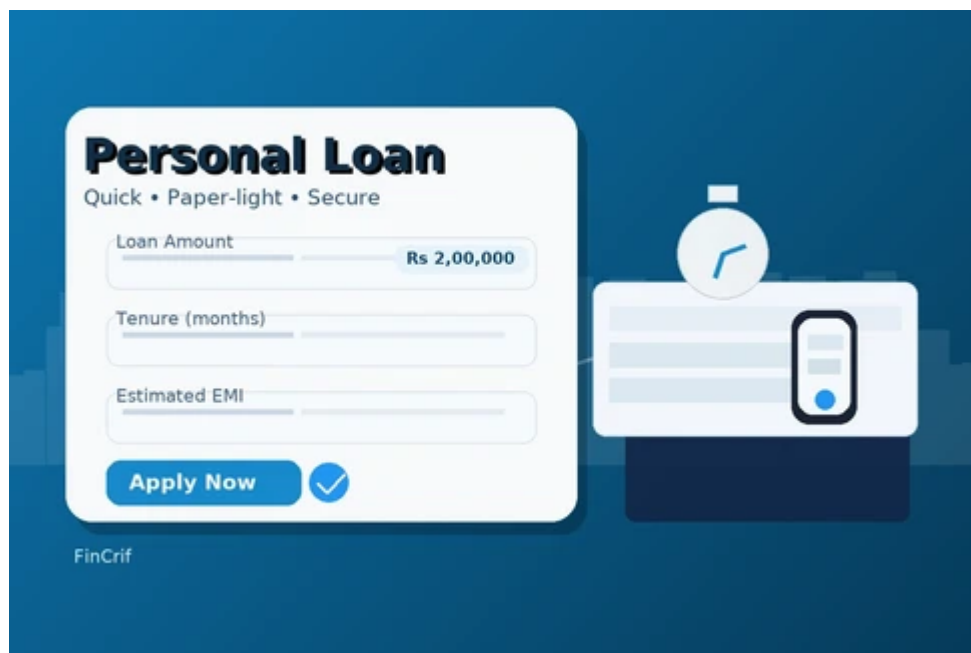 Personal Loan
Quick • Paper-light • Secure
Loan Amount
Rs 2,00,000
Tenure (months)
Estimated EMI
Apply Now
FinCrif